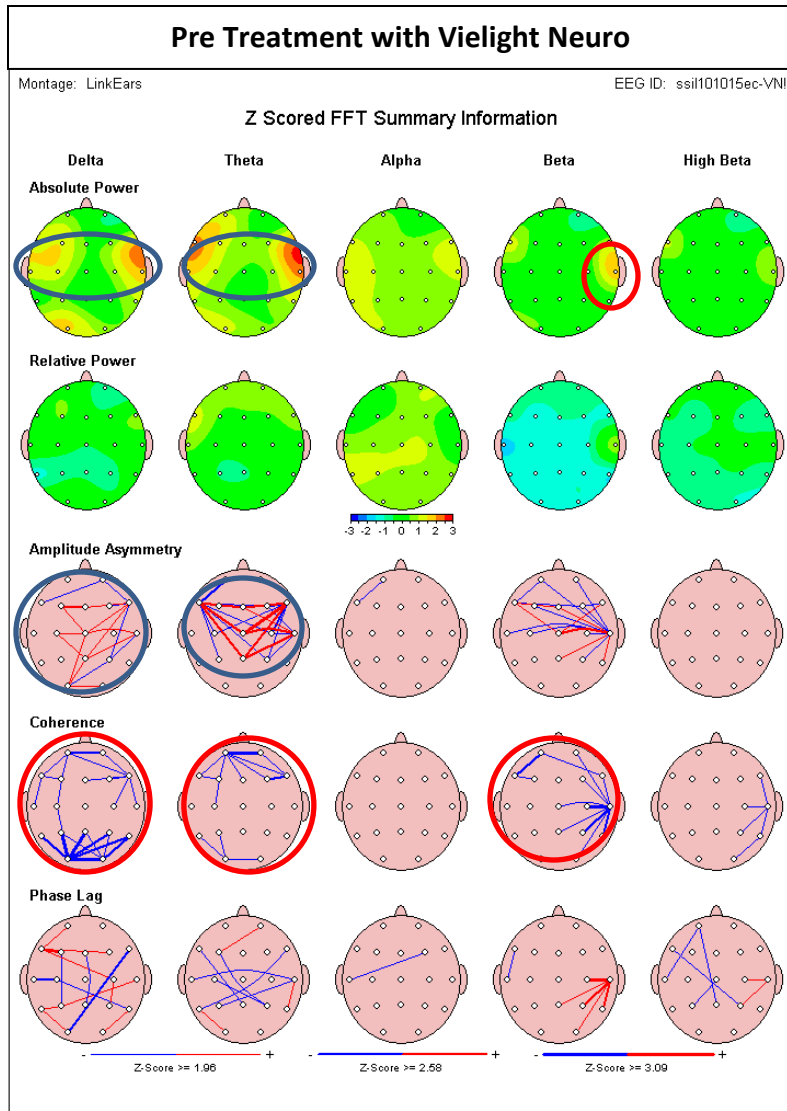 Pre Treatment with Vielight Neuro
Montage: LinkEars EEG ID: ssil101015ec-VN!
Z Scored FFT Summary Information
Delta Theta Alpha Beta High Beta
Absolute Power
Relative Power
-3 -2 -1 0 1 2 3
Amplitude Asymmetry
Coherence
Phase Lag
- + - + - +
Z-Score >= 1.96 Z-Score >= 2.58 Z-Score >= 3.09